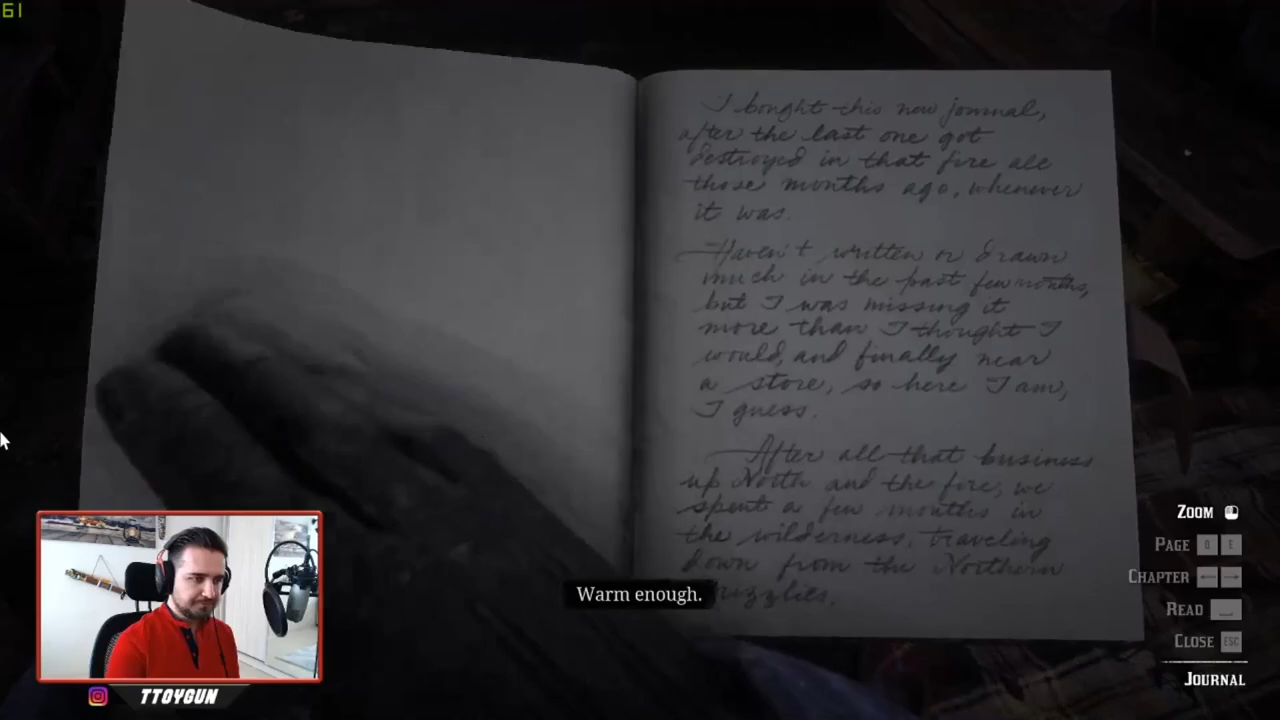 61
I bought this new journal,
after the last one got
destroyed in that fire all
those months ago, whenever
it was.
Haven't written or drawn
much in the past few months,
but I was missing it
more than I thought I
would, and finally near
a store, so here I am,
I guess.
After all that business
up North and the fire, we
spent a few months in
the wilderness, traveling
down from the Northern
rizzlies.
Warm enough.
ZOOM
PAGE Q E
CHAPTER
READ
CLOSE ESC
JOURNAL
TTOYGUN